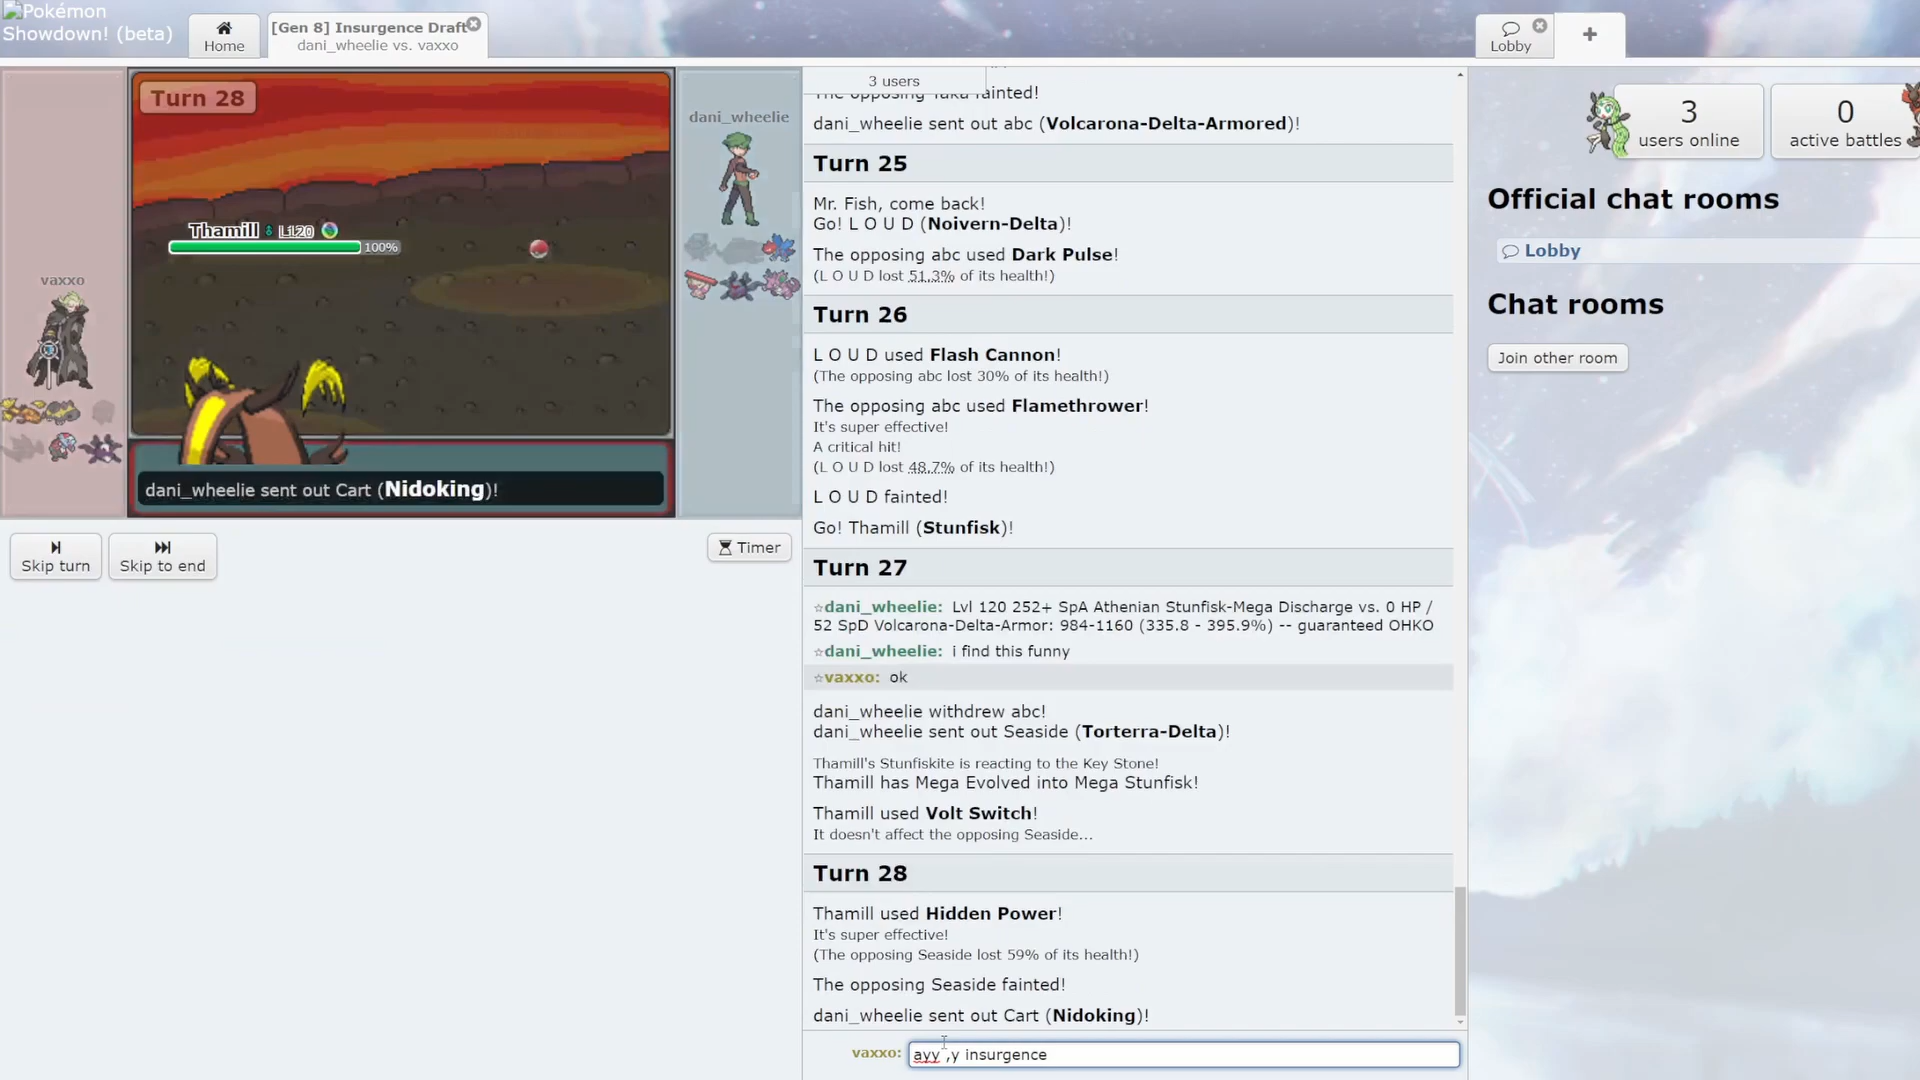 Pokémon
Showdown! (beta)
Home
[Gen 8] Insurgence Draft
dani_wheelie vs. vaxxo
Lobby
+
Turn 28
Thamill L120
100%
vaxxo
dani_wheelie
dani_wheelie sent out Cart (Nidoking)!
Skip turn
Skip to end
Timer
3 users
dani_wheelie sent out abc (Volcarona-Delta-Armored)!
Turn 25
Mr. Fish, come back!
Go! L O U D (Noivern-Delta)!
The opposing abc used Dark Pulse!
(L O U D lost 51.3% of its health!)
Turn 26
L O U D used Flash Cannon!
(The opposing abc lost 30% of its health!)
The opposing abc used Flamethrower!
It's super effective!
A critical hit!
(L O U D lost 48.7% of its health!)
L O U D fainted!
Go! Thamill (Stunfisk)!
Turn 27
☆dani_wheelie: Lvl 120 252+ SpA Athenian Stunfisk-Mega Discharge vs. 0 HP /
52 SpD Volcarona-Delta-Armor: 984-1160 (335.8 - 395.9%) -- guaranteed OHKO
☆dani_wheelie: i find this funny
☆vaxxo: ok
dani_wheelie withdrew abc!
dani_wheelie sent out Seaside (Torterra-Delta)!
Thamill's Stunfiskite is reacting to the Key Stone!
Thamill has Mega Evolved into Mega Stunfisk!
Thamill used Volt Switch!
It doesn't affect the opposing Seaside...
Turn 28
Thamill used Hidden Power!
It's super effective!
(The opposing Seaside lost 59% of its health!)
The opposing Seaside fainted!
dani_wheelie sent out Cart (Nidoking)!
vaxxo: ayy ,y insurgence
3
users online
0
active battles
Official chat rooms
Lobby
Chat rooms
Join other room